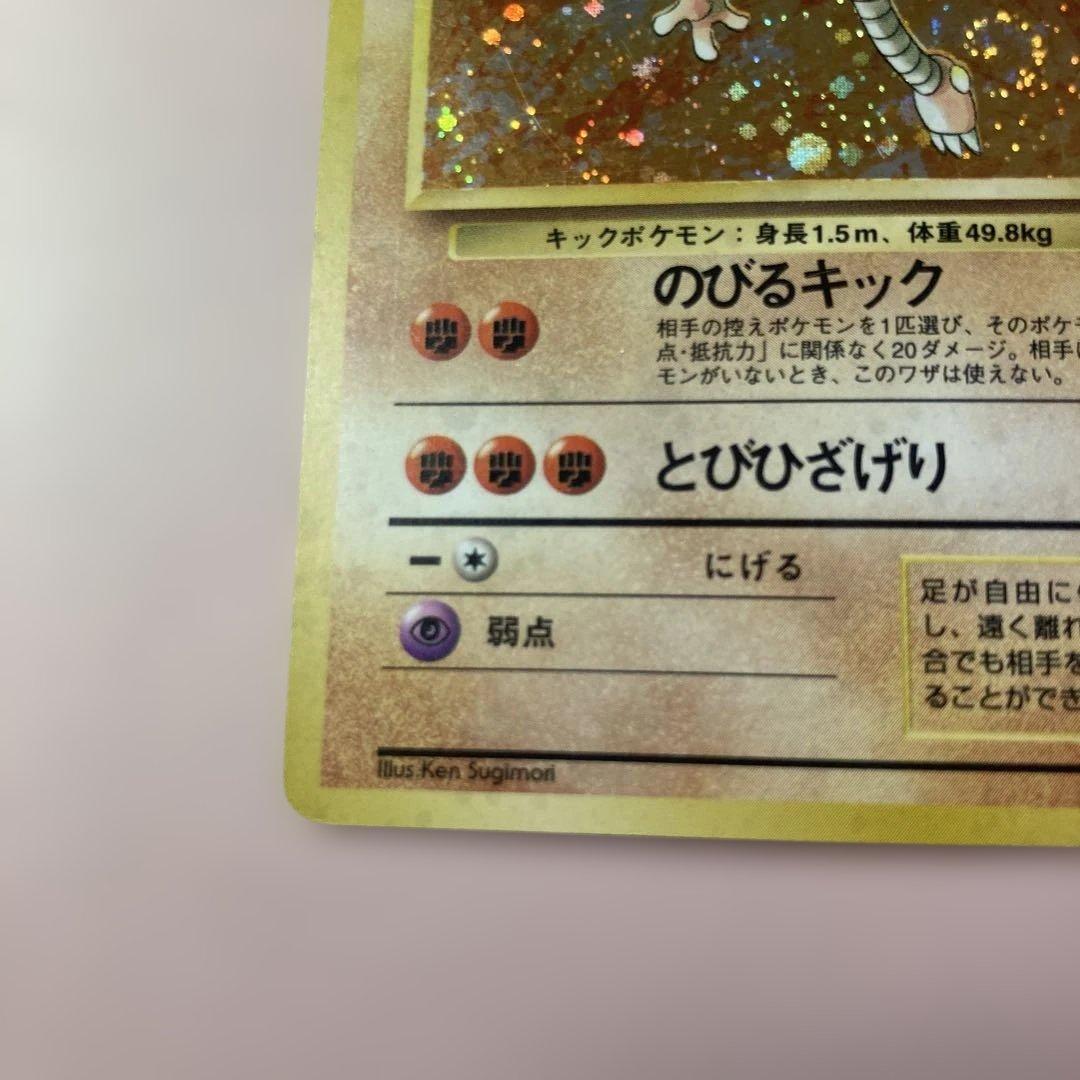 キックポケモン：身長1.5m、体重49.8kg
のびるキック
相手の控えポケモンを1匹選び、そのポケモ
点・抵抗力」に関係なく20ダメージ。相手に
モンがいないとき、このワザは使えない。
とびひざげり
にげる
弱点
足が自由に
し、遠く離れ
合でも相手を
ることができ
Illus.Ken Sugimori